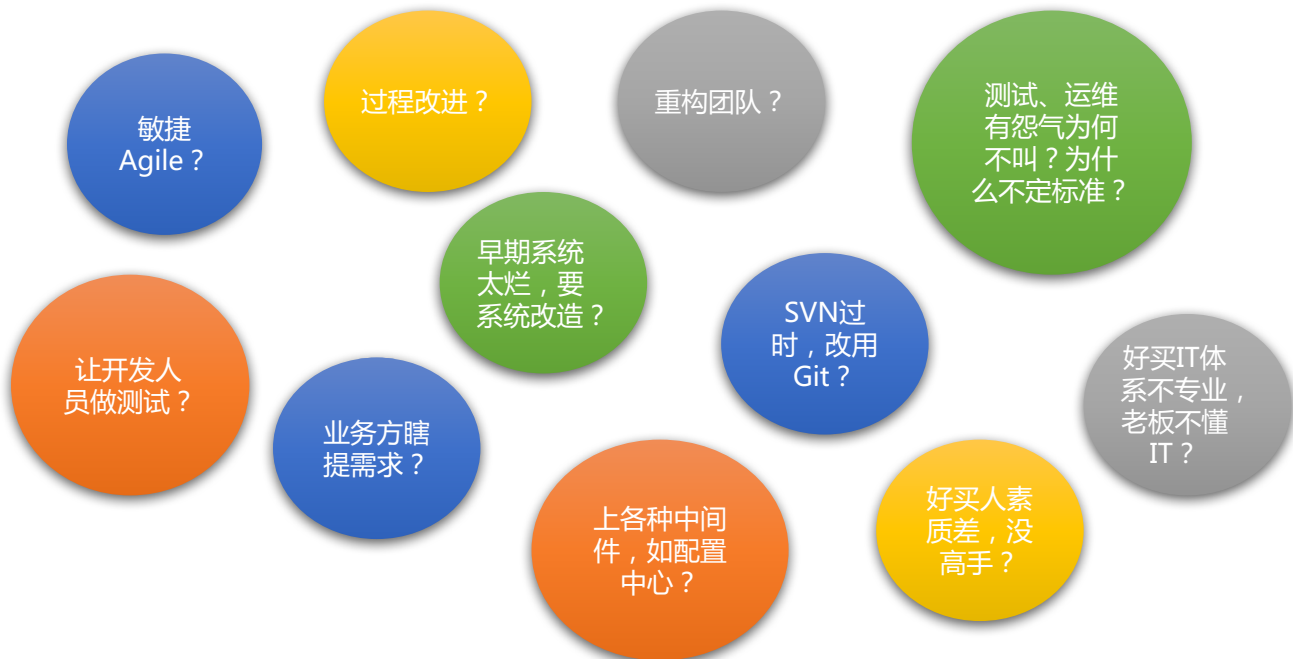 敏捷
Agile？
过程改进？
重构团队？
测试、运维
有怨气为何
不叫？为什
么不定标准？
早期系统
太烂，要
系统改造？
SVN过
时，改用
Git？
让开发人
员做测试？
业务方瞎
提需求？
好买IT体
系不专业，
老板不懂
IT？
上各种中间
件，如配置
中心？
好买人素
质差，没
高手？